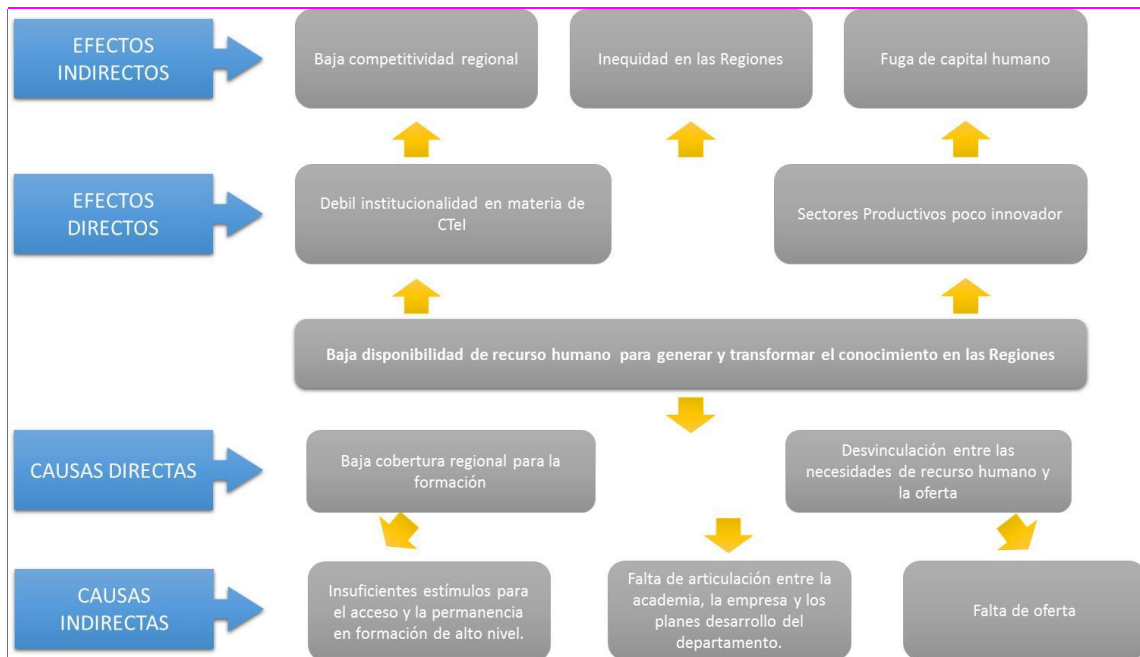 EFECTOS
INDIRECTOS
Baja competitividad regional
Inequidad en las Regiones
Fuga de capital humano
EFECTOS
DIRECTOS
Debil institucionalidad en materia de
CTeI
Sectores Productivos poco innovador
Baja disponibilidad de recurso humano para generar y transformar el conocimiento en las Regiones
CAUSAS DIRECTAS
Baja cobertura regional para la
formación
Desvinculación entre las
necesidades de recurso humano y
la oferta
CAUSAS
INDIRECTAS
Insuficientes estímulos para
el acceso y la permanencia
en formación de alto nivel.
Falta de articulación entre la
academia, la empresa y los
planes desarrollo del
departamento.
Falta de oferta